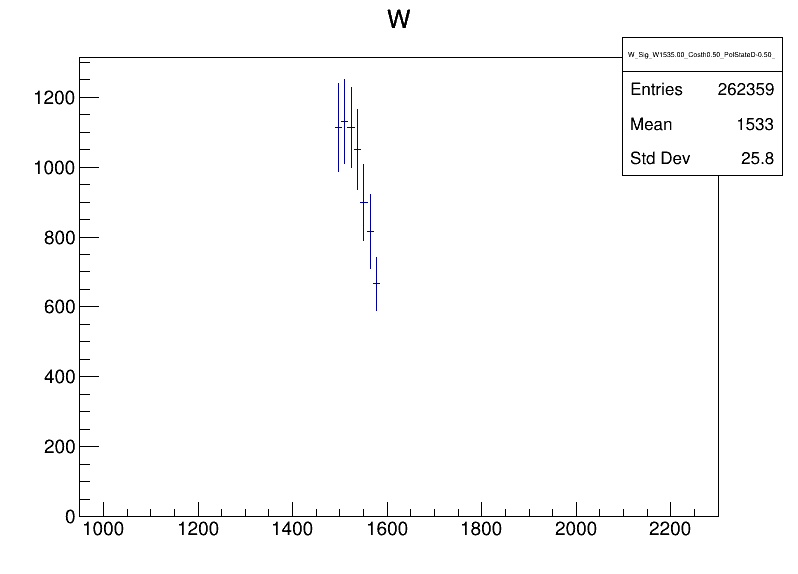 W
W_Sig_W1535.00_Costh0.50_PolStateD-0.50_
Entries 262359
Mean 1533
Std Dev 25.8
1200
1000
800
600
400
200
0
1000 1200 1400 1600 1800 2000 2200